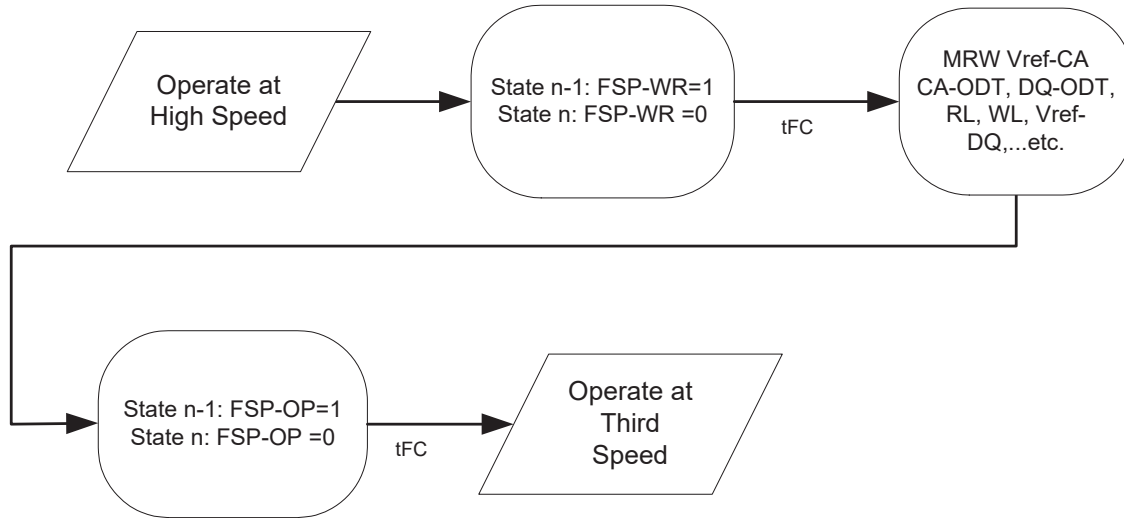 Operate at
High Speed
State n-1: FSP-WR=1
State n: FSP-WR =0
tFC
MRW Vref-CA
CA-ODT, DQ-ODT,
RL, WL, Vref-
DQ,...etc.
State n-1: FSP-OP=1
State n: FSP-OP =0
tFC
Operate at
Third
Speed